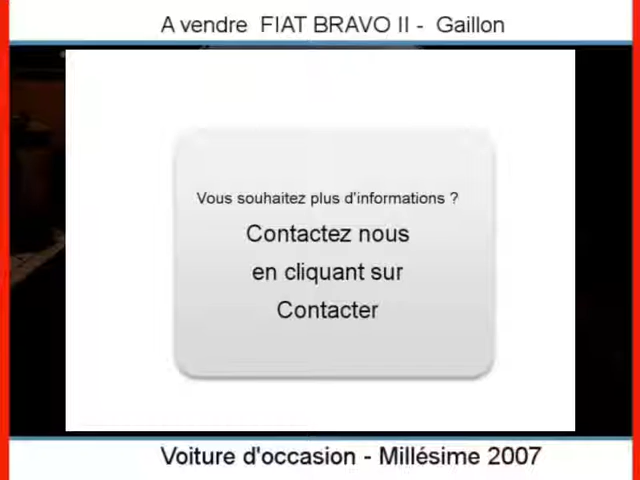 A vendre FIAT BRAVO II - Gaillon
Vous souhaitez plus d'informations ?
Contactez nous
en cliquant sur
Contacter
Voiture d'occasion - Millésime 2007